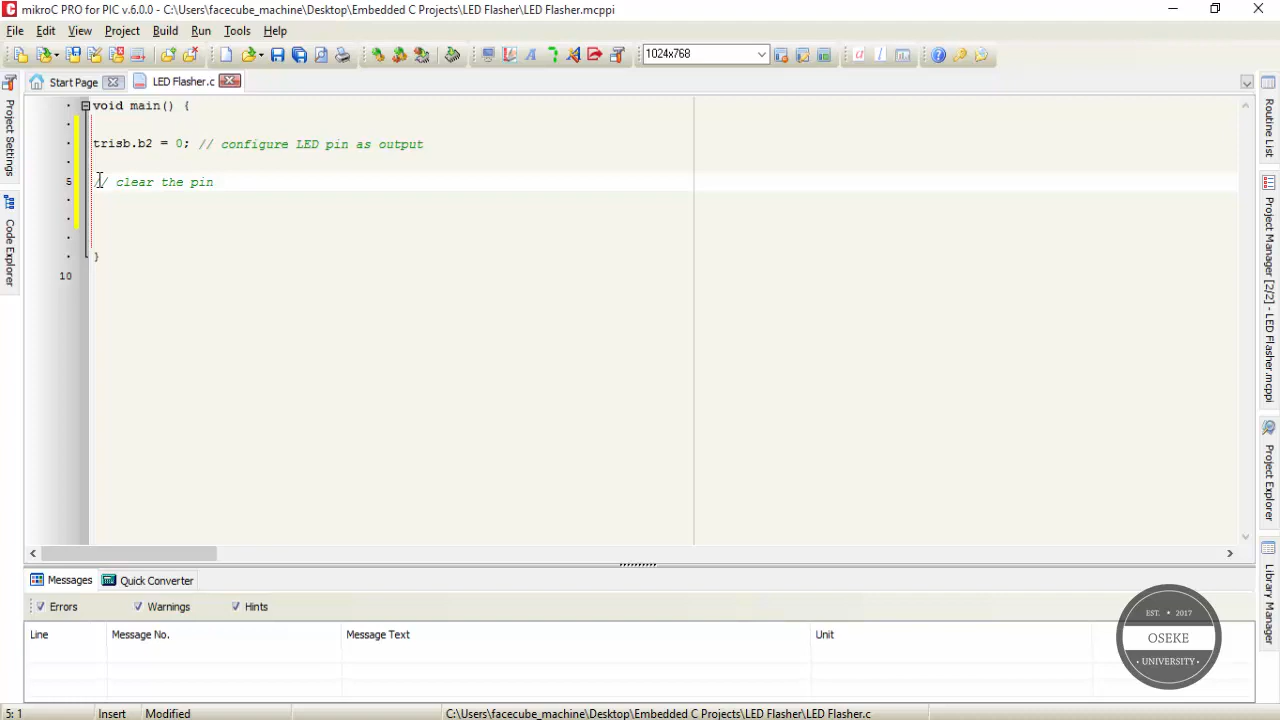 mikroC PRO for PIC v.6.0.0 - C:\Users\facecube_machine\Desktop\Embedded C Projects\LED Flasher\LED Flasher.mcppi
File Edit View Project Build Run Tools Help
1024x768
Start Page LED Flasher.c
void main() {
trisb.b2 = 0; // configure LED pin as output
5 // clear the pin
}
10
Project Settings
Code Explorer
Routine List
Project Manager [2/2] - LED Flasher.mcppi
Project Explorer
Library Manager
Messages Quick Converter
Errors Warnings Hints
Line Message No. Message Text Unit
EST. • 2017
OSEKE
• UNIVERSITY •
5: 1 Insert Modified C:\Users\facecube_machine\Desktop\Embedded C Projects\LED Flasher\LED Flasher.c